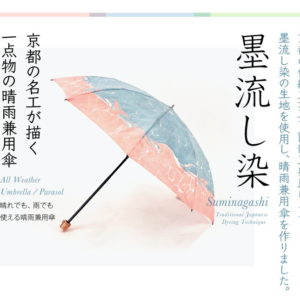 墨流し染の生地を使用し、晴雨兼用傘を作りました。
墨流し染
Suminagashi
Traditional Japanese
Dyeing Technique
京都の名工が描く
一点物の晴雨兼用傘
All Weather
Umbrella / Parasol
晴れでも、雨でも
使える晴雨兼用傘